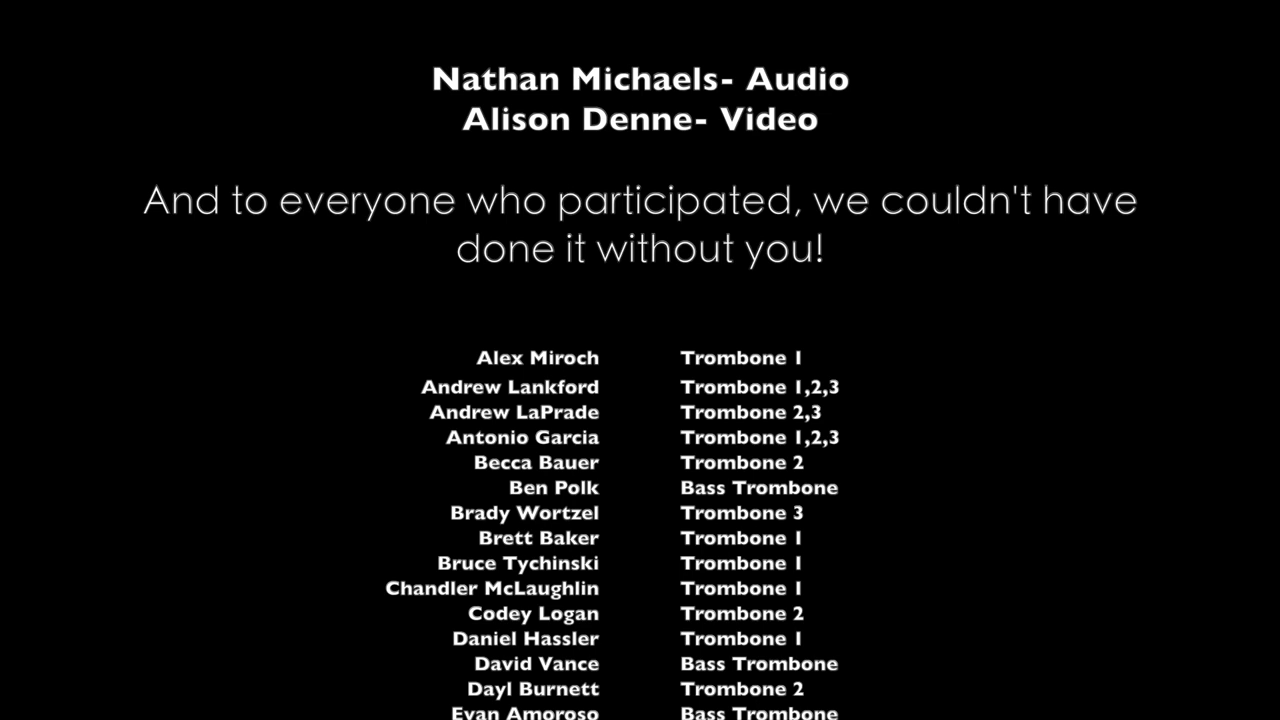 Nathan Michaels- Audio
Alison Denne- Video
And to everyone who participated, we couldn't have
done it without you!
Alex Miroch Trombone 1
Andrew Lankford Trombone 1,2,3
Andrew LaPrade Trombone 2,3
Antonio Garcia Trombone 1,2,3
Becca Bauer Trombone 2
Ben Polk Bass Trombone
Brady Wortzel Trombone 3
Brett Baker Trombone 1
Bruce Tychinski Trombone 1
Chandler McLaughlin Trombone 1
Codey Logan Trombone 2
Daniel Hassler Trombone 1
David Vance Bass Trombone
Dayl Burnett Trombone 2
Evan Amoroso Bass Trombone